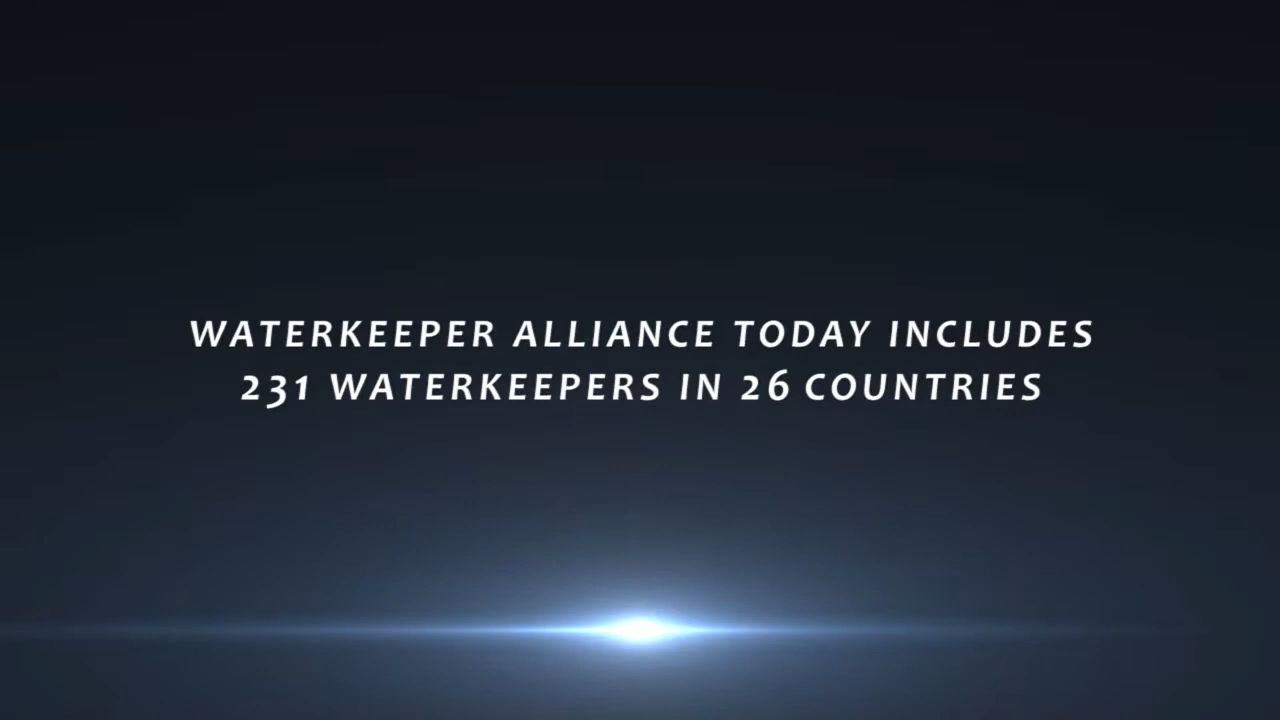 WATERKEEPER ALLIANCE TODAY INCLUDES
231 WATERKEEPERS IN 26 COUNTRIES